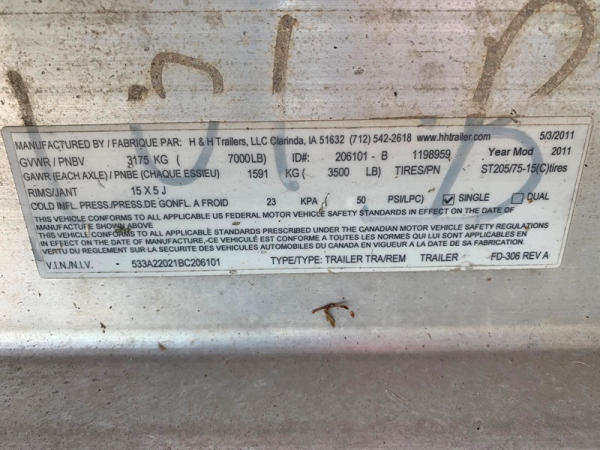 MANUFACTURED BY / FABRIQUE PAR: H & H Trailers, LLC Clarinda, IA 51632 (712) 542-2618 www.hhtrailer.com 5/3/2011
GVWR / PNBV 3175 KG ( 7000LB) ID#: 206101 - B 1198959 Year Mod 2011
GAWR (EACH AXLE) / PNBE (CHAQUE ESSIEU) 1591 KG ( 3500 LB) TIRES/PN ST205/75-15(C)tires
RIMS/JANT 15 X 5 J
COLD INFL. PRESS./PRESS.DE GONFL A FROID 23 KPA ( 50 PSI/LPC) SINGLE DUAL
THIS VEHICLE CONFORMS TO ALL APPLICABLE US FEDERAL MOTOR VEHICLE SAFETY STANDARDS IN EFFECT ON THE DATE OF
MANUFACTURE SHOWN ABOVE
or
THIS VEHICLE CONFORMS TO ALL APPLICABLE STANDARDS PRESCRIBED UNDER THE CANADIAN MOTOR VEHICLE SAFETY REGULATIONS
IN EFFECT ON THE DATE OF MANUFACTURE.,-CE VEHICULE EST CONFORME A TOUTES LES NORMES QUI LUI SONT APPLICABLES EN
VERTU DU REGLEMENT SUR LA SECURITE DES VEHICULES AUTOMOBILES DU CANADA EN VIGUEUR A LA DATE DE SA FABRICATION.
V.I.N./N.I.V. - 533A22021BC206101 TYPE/TYPE: TRAILER TRA/REM TRAILER FD-306 REV A